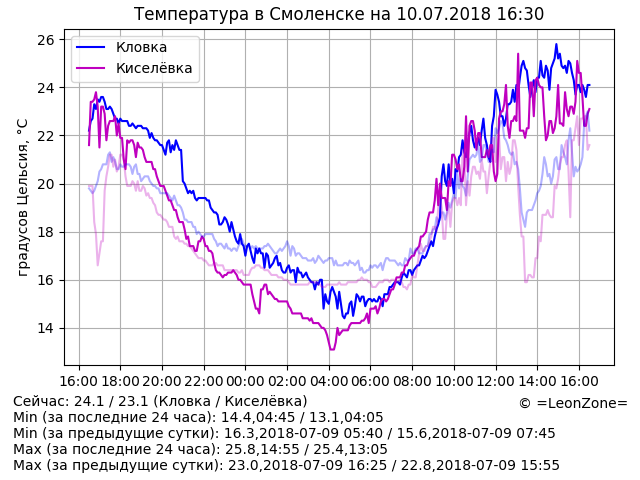 Температура в Смоленске на 10.07.2018 16:30
Кловка
Киселёвка
градусов Цельсия, °C
26
24
22
20
18
16
14
16:00 18:00 20:00 22:00 00:00 02:00 04:00 06:00 08:00 10:00 12:00 14:00 16:00
Сейчас: 24.1 / 23.1 (Кловка / Киселёвка)
© =LeonZone=
Min (за последние 24 часа): 14.4,04:45 / 13.1,04:05
Min (за предыдущие сутки): 16.3,2018-07-09 05:40 / 15.6,2018-07-09 07:45
Max (за последние 24 часа): 25.8,14:55 / 25.4,13:05
Max (за предыдущие сутки): 23.0,2018-07-09 16:25 / 22.8,2018-07-09 15:55